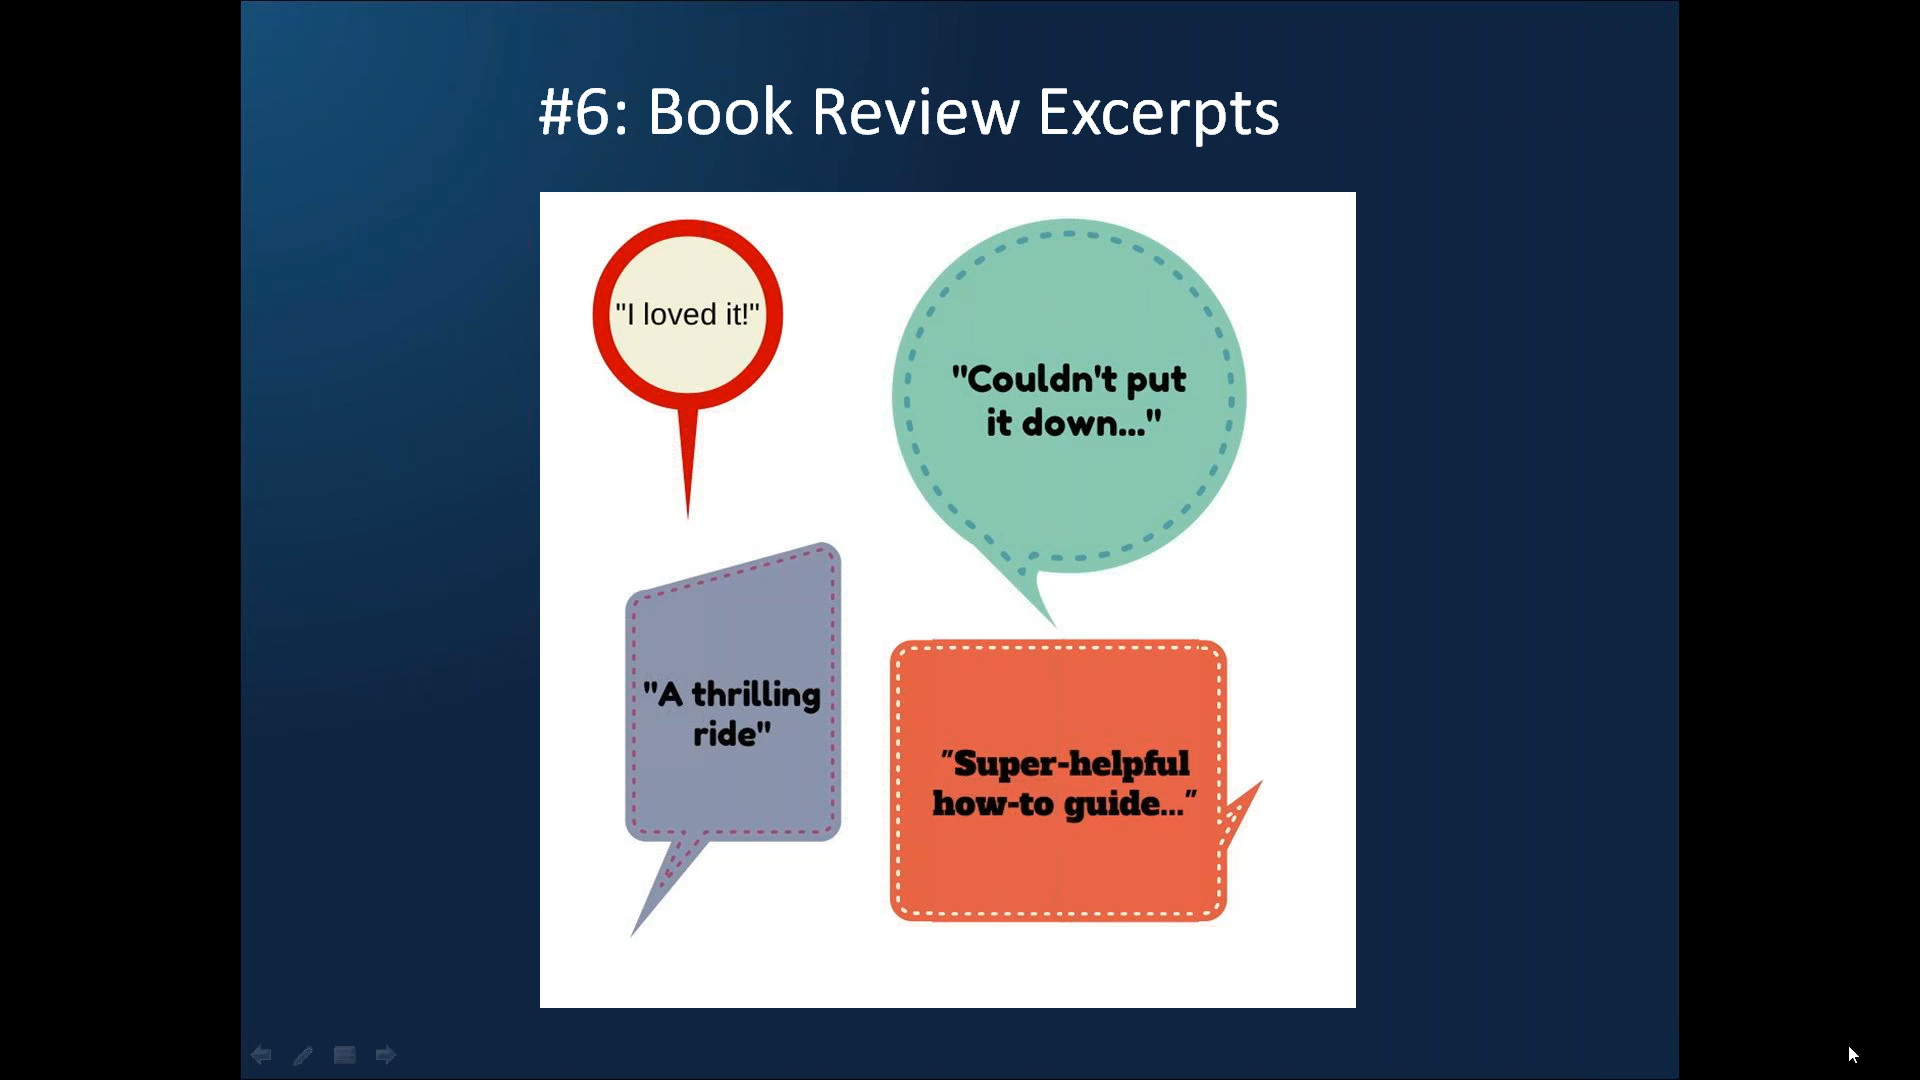 #6: Book Review Excerpts
"I loved it!"
"Couldn't put
it down..."
"A thrilling
ride"
"Super-helpful
how-to guide..."